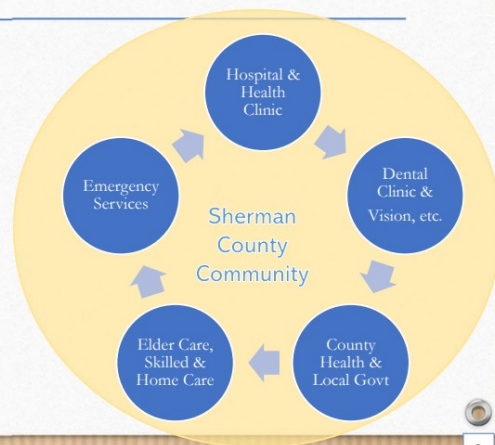 Hospital &
Health
Clinic
Dental
Clinic &
Vision, etc.
County
Health &
Local Govt
Elder Care,
Skilled &
Home Care
Emergency
Services
Sherman
County
Community